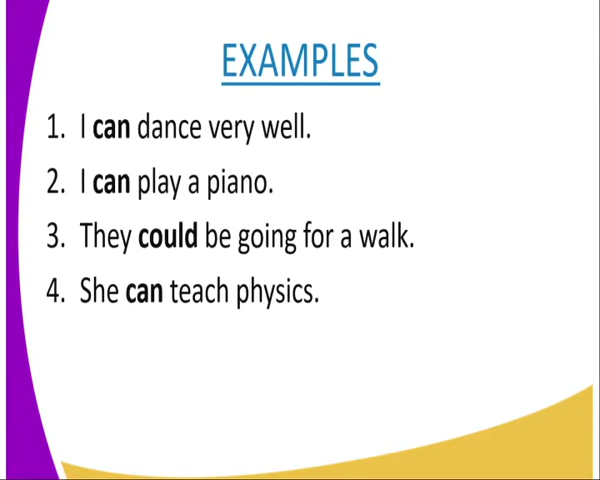 EXAMPLES
1. I can dance very well.
2. I can play a piano.
3. They could be going for a walk.
4. She can teach physics.